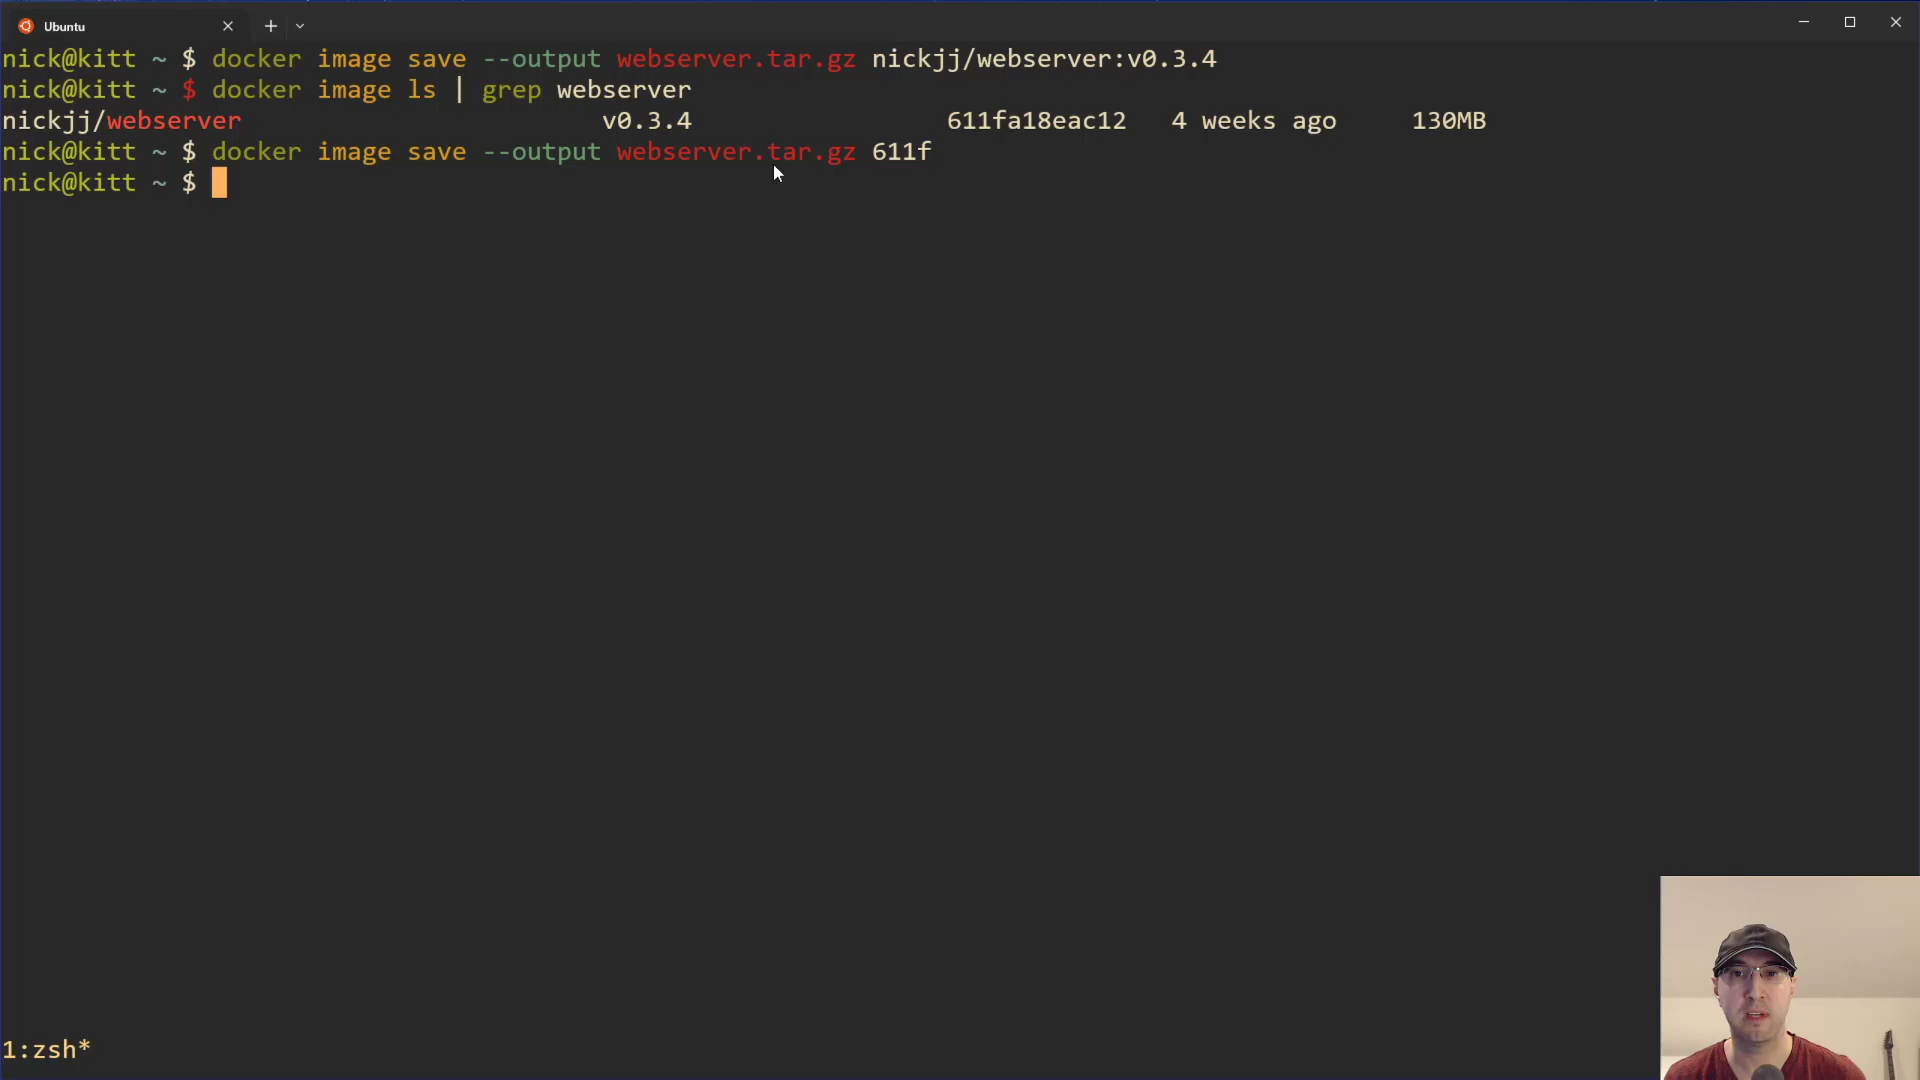 Ubuntu
nick@kitt ~ $ docker image save --output webserver.tar.gz nickjj/webserver:v0.3.4
nick@kitt ~ $ docker image ls | grep webserver
nickjj/webserver v0.3.4 611fa18eac12 4 weeks ago 130MB
nick@kitt ~ $ docker image save --output webserver.tar.gz 611f
nick@kitt ~ $
1:zsh*